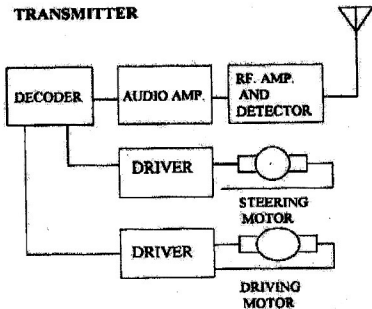 TRANSMITTER
DECODER
AUDIO AMP.
RF. AMP.
AND
DETECTOR
DRIVER
STEERING
MOTOR
DRIVER
DRIVING
MOTOR